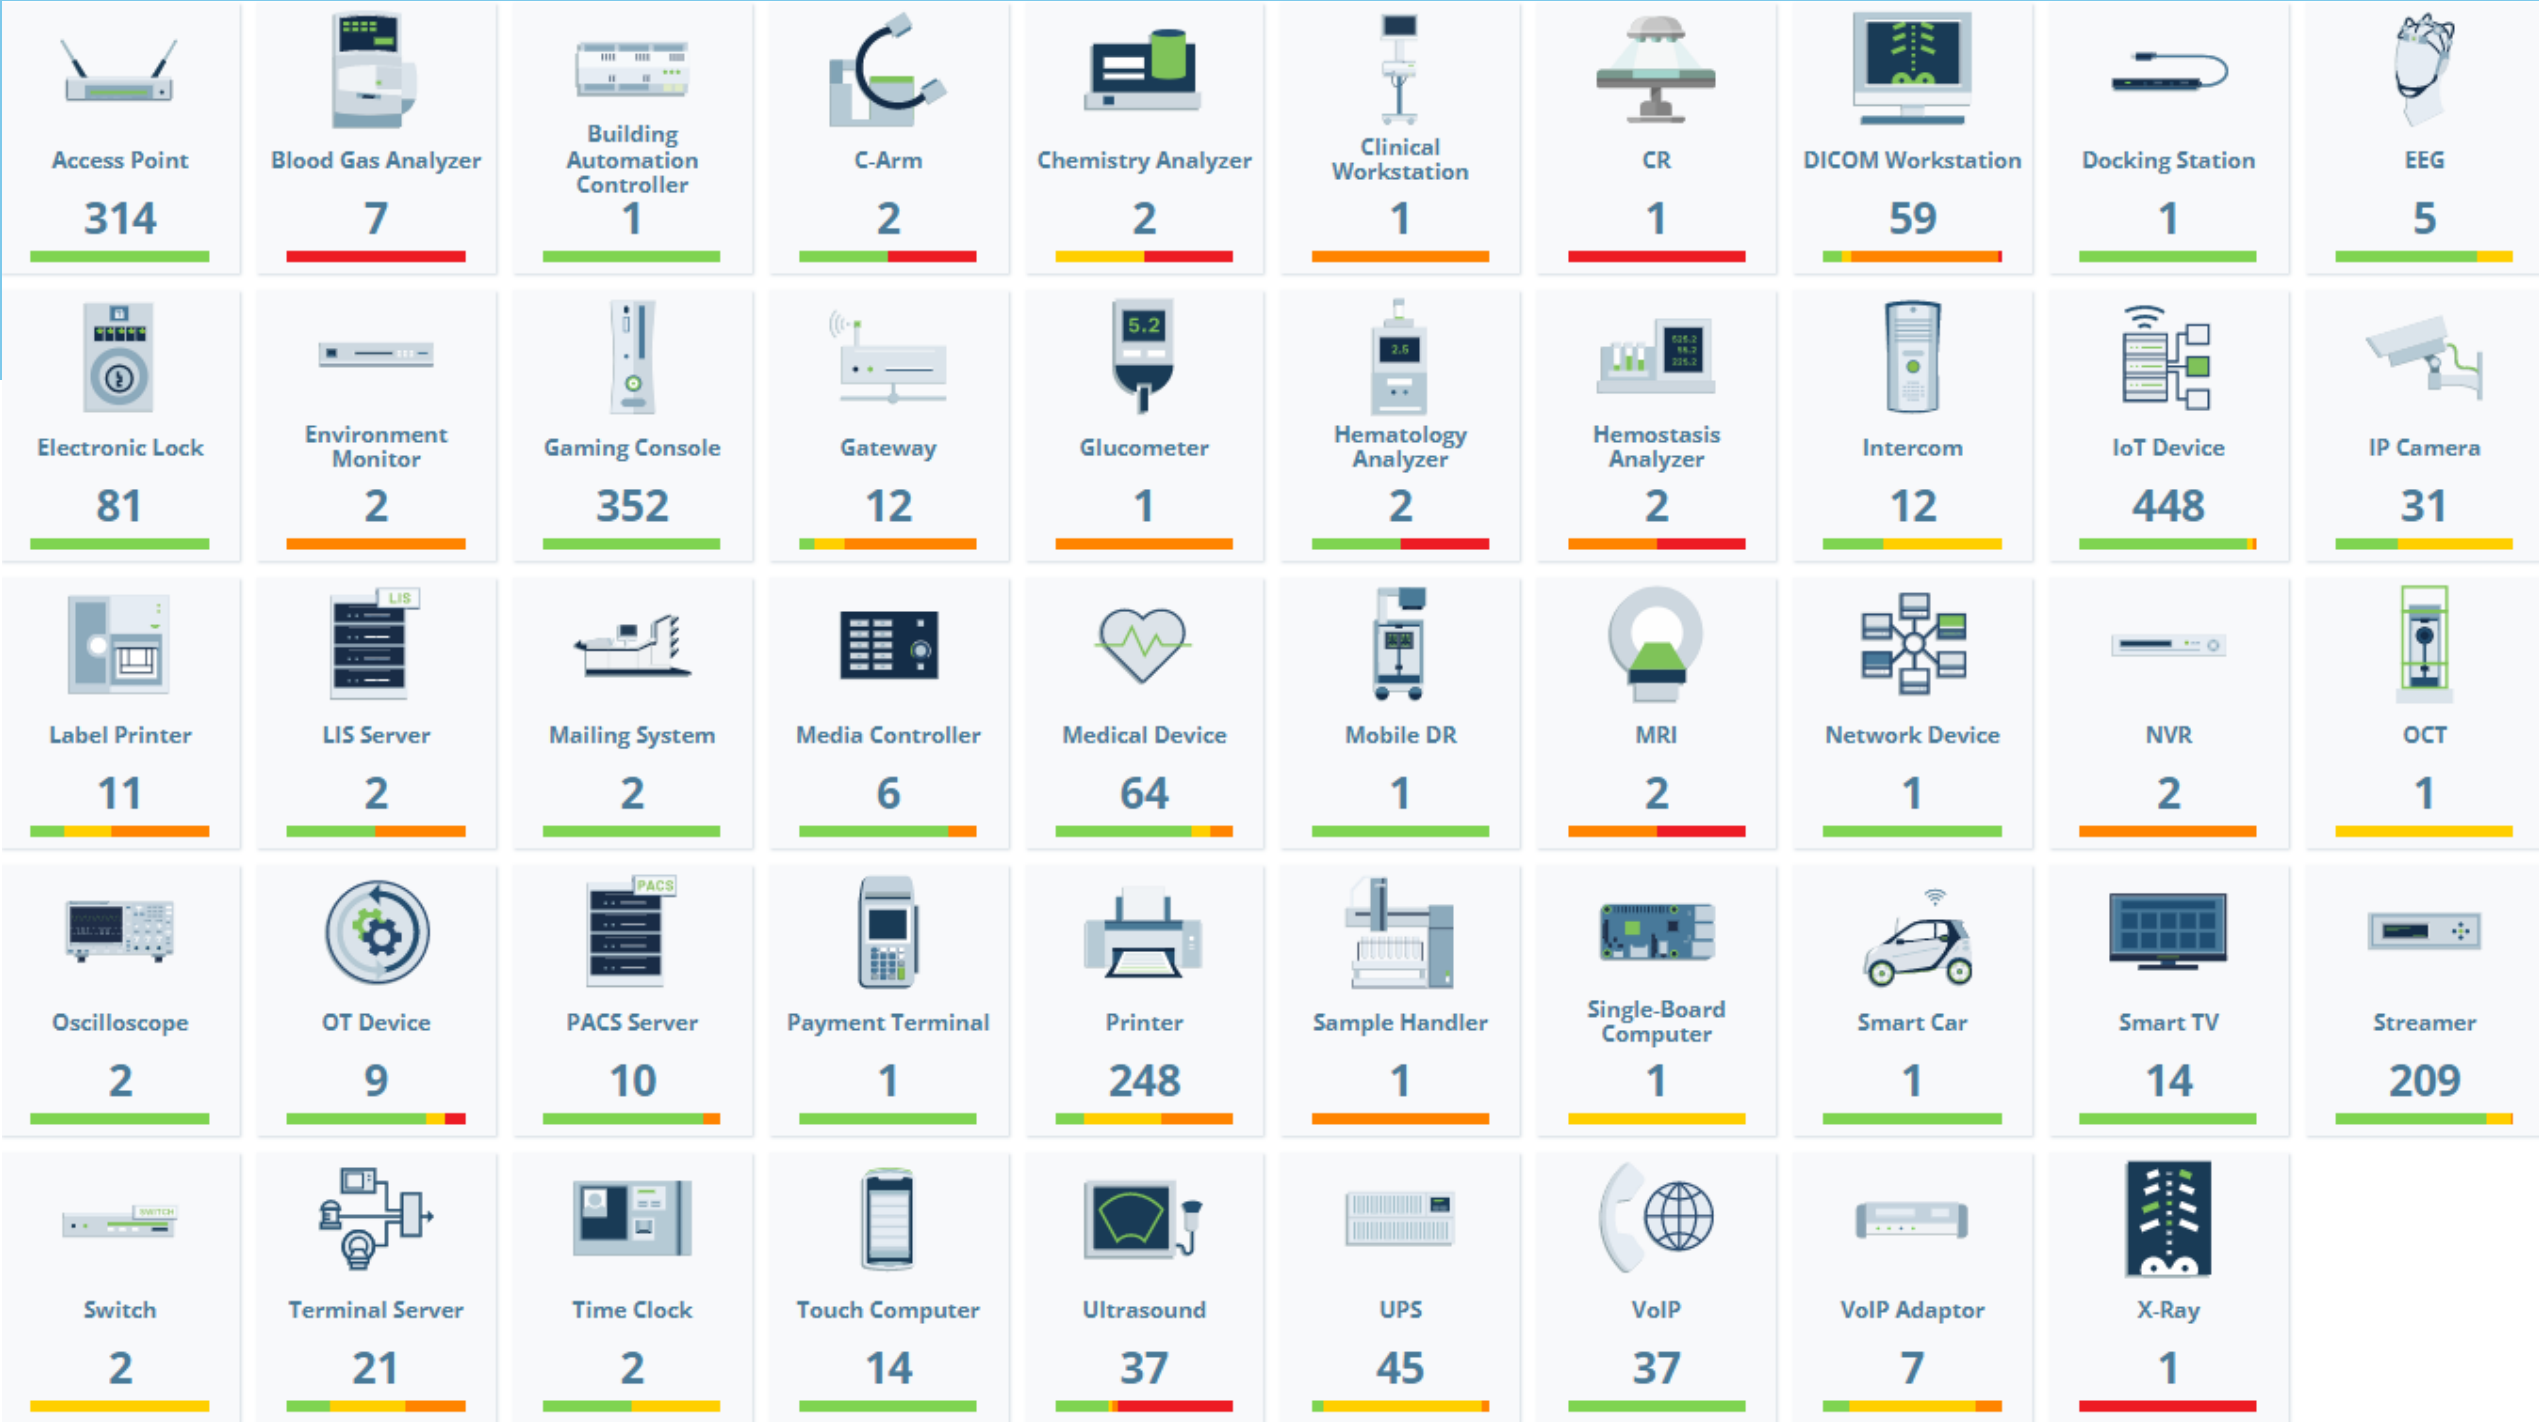 Access Point
314
Blood Gas Analyzer
7
Building
Automation
Controller
1
C-Arm
2
Chemistry Analyzer
2
Clinical
Workstation
1
CR
1
DICOM Workstation
59
Docking Station
1
EEG
5
Electronic Lock
81
Environment
Monitor
2
Gaming Console
352
Gateway
12
5.2
Glucometer
1
2.5
Hematology
Analyzer
2
Hemostasis
Analyzer
2
Intercom
12
IoT Device
448
IP Camera
31
Label Printer
11
LIS
LIS Server
2
Mailing System
2
Media Controller
6
Medical Device
64
Mobile DR
1
MRI
2
Network Device
1
NVR
2
OCT
1
Oscilloscope
2
OT Device
9
PACS
PACS Server
10
Payment Terminal
1
Printer
248
Sample Handler
1
Single-Board
Computer
1
Smart Car
1
Smart TV
14
Streamer
209
SWITCH
Switch
2
Terminal Server
21
Time Clock
2
Touch Computer
14
Ultrasound
37
UPS
45
VoIP
37
VoIP Adaptor
7
X-Ray
1